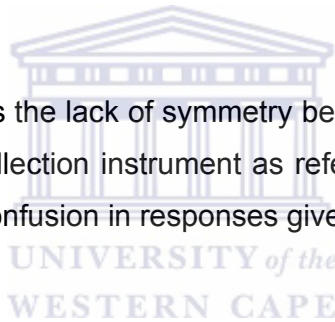 s the lack of symmetry be
llection instrument as refe
onfusion in responses give
UNIVERSITY of the
WESTERN CAPE